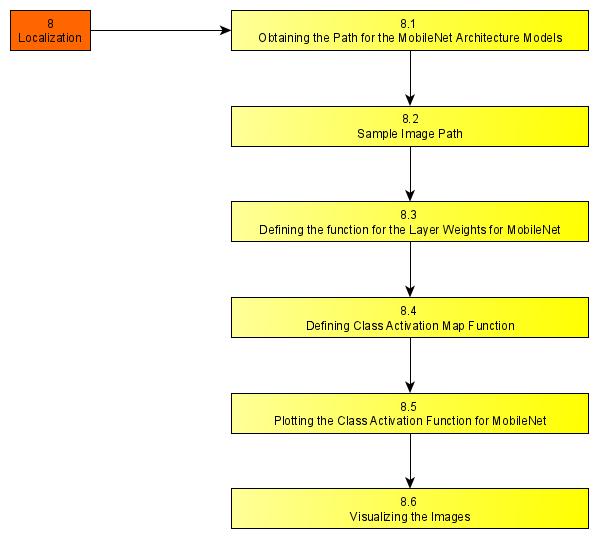 8
Localization
8.1
Obtaining the Path for the MobileNet Architecture Models
8.2
Sample Image Path
8.3
Defining the function for the Layer Weights for MobileNet
8.4
Defining Class Activation Map Function
8.5
Plotting the Class Activation Function for MobileNet
8.6
Visualizing the Images